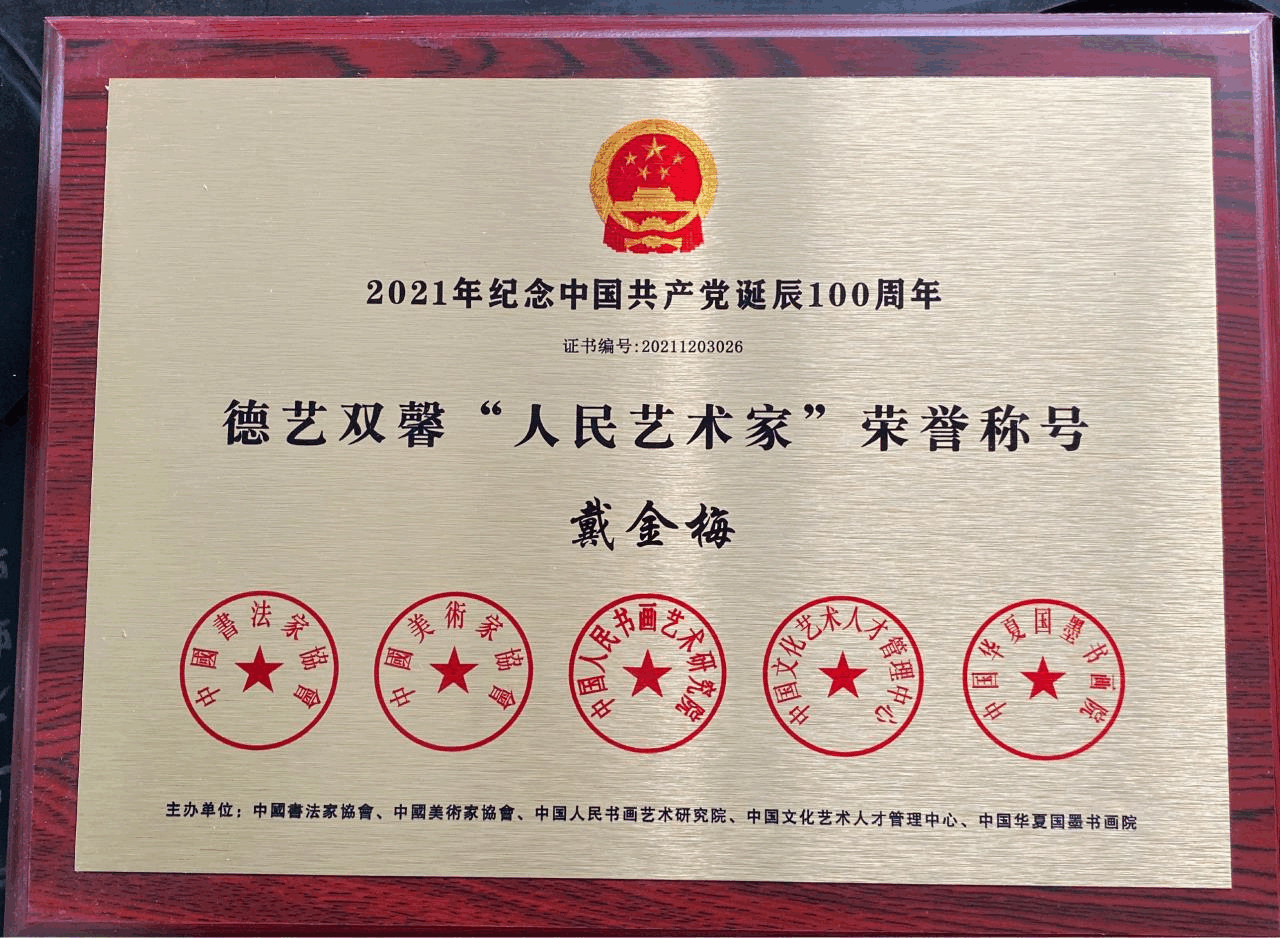 2021年纪念中国共产党诞辰100周年
证书编号:20211203026
德艺双馨“人民艺术家”荣誉称号
戴金梅
中國書法家協會
中國美術家協會
中国人民书画艺术研究院
中国文化艺术人才管理中心
中国华夏国墨书画院
主办单位：中國書法家協會、中國美術家協會、中国人民书画艺术研究院、中国文化艺术人才管理中心、中国华夏国墨书画院